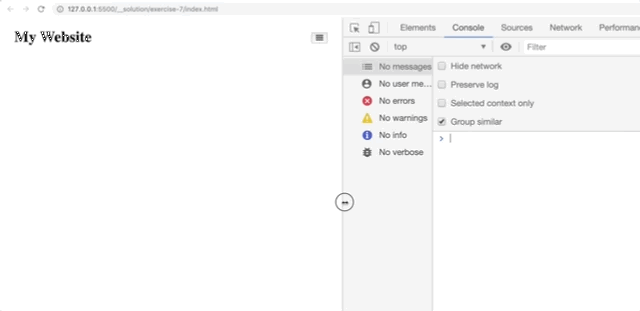 127.0.0.1:5500/__solution/exercise-7/index.html
My Website
Elements Console Sources Network Performan
top Filter
No messages Hide network
No user me... Preserve log
No errors Selected context only
No warnings Group similar
No info
No verbose